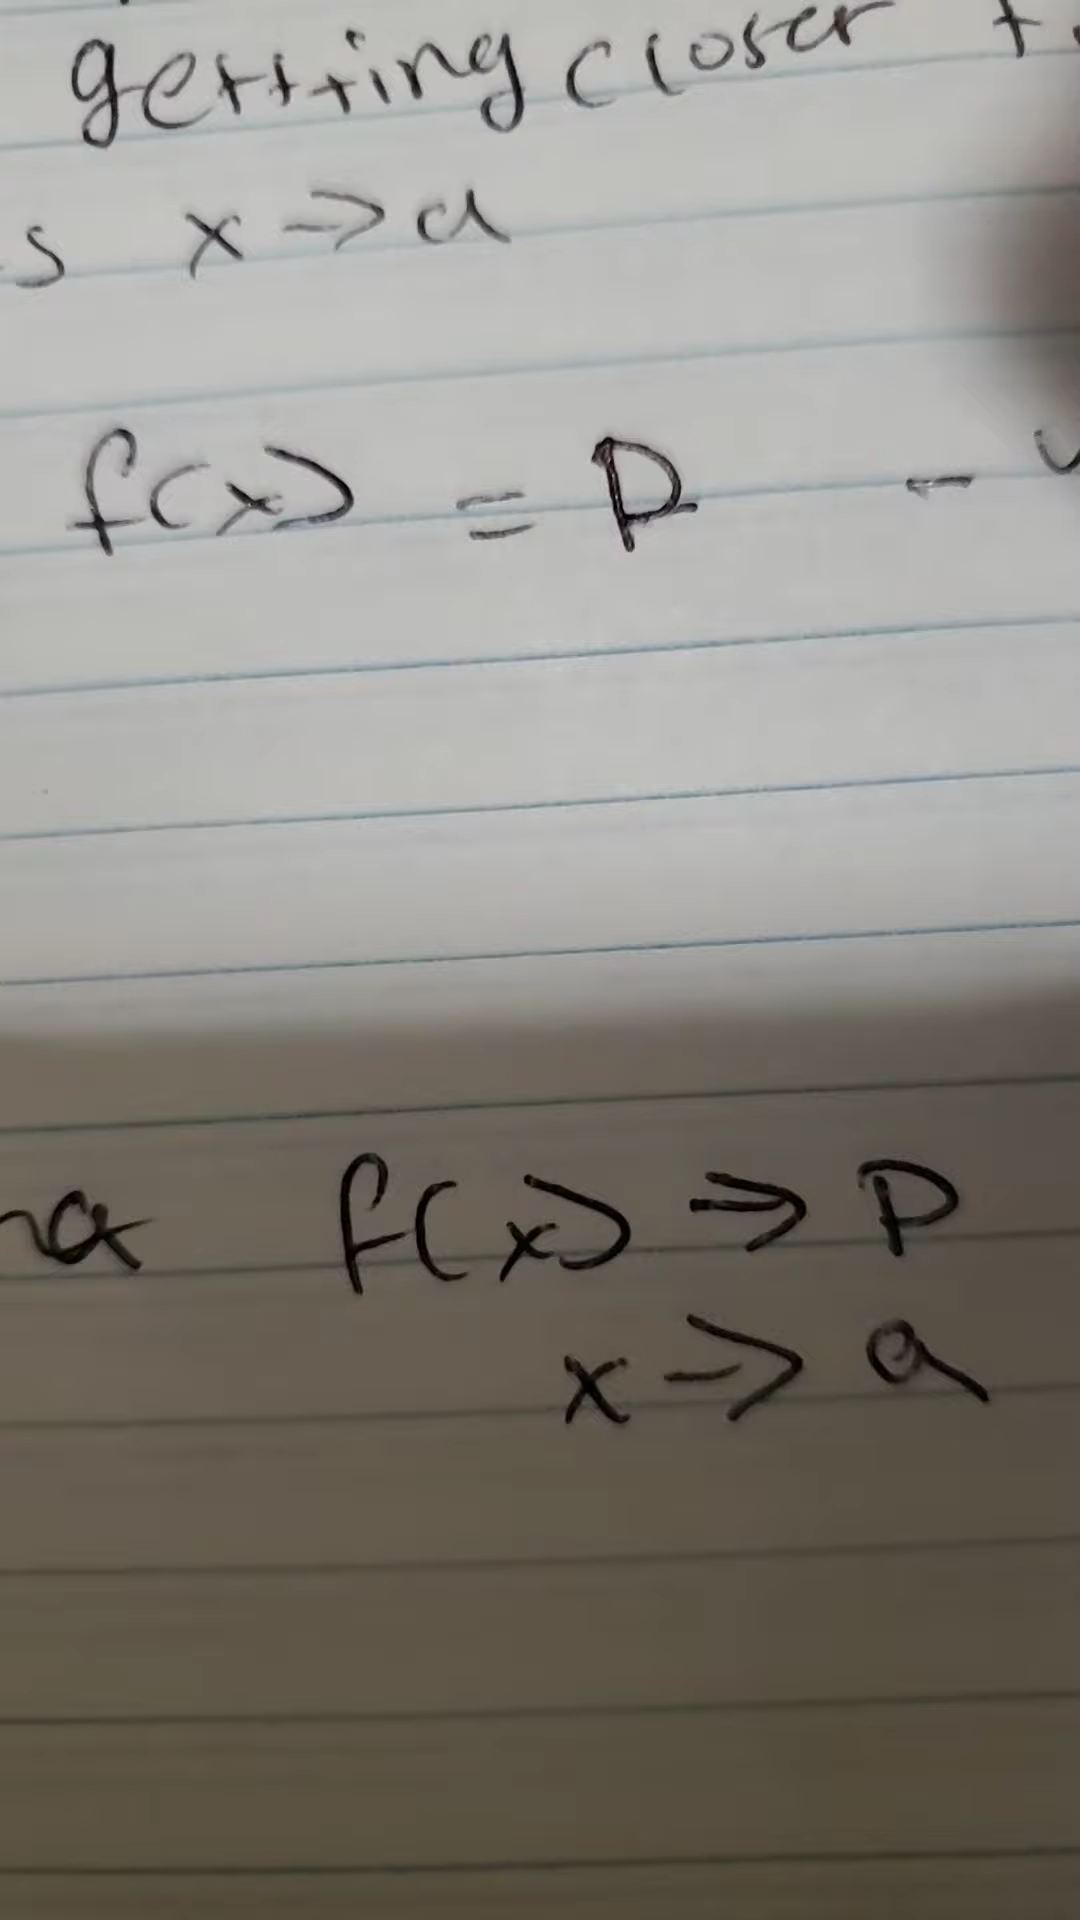 getting closer
s x → a
f(x) = p -
f(x) ⇒ p
x → a